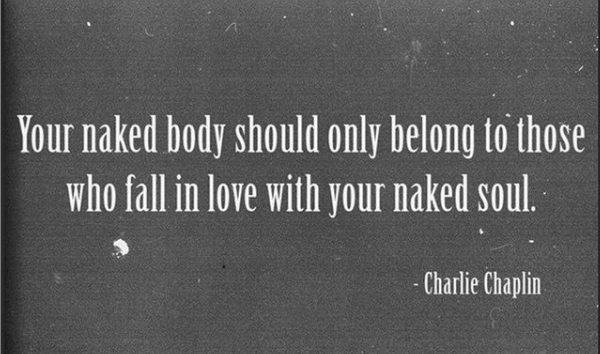 Your naked body should only belong to those
who fall in love with your naked soul.
- Charlie Chaplin